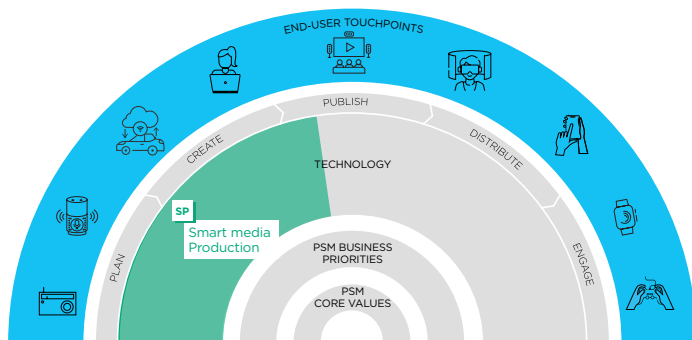 END-USER TOUCHPOINTS
PLAN
CREATE
PUBLISH
DISTRIBUTE
ENGAGE
TECHNOLOGY
SP
Smart media
Production
PSM BUSINESS
PRIORITIES
PSM
CORE VALUES